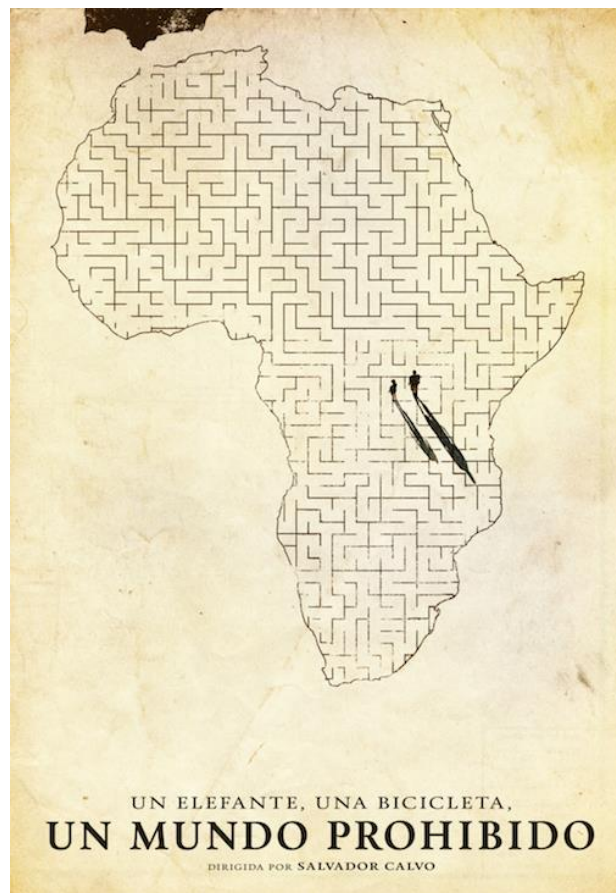 UN ELEFANTE, UNA BICICLETA,
UN MUNDO PROHIBIDO
DIRIGIDA POR SALVADOR CALVO